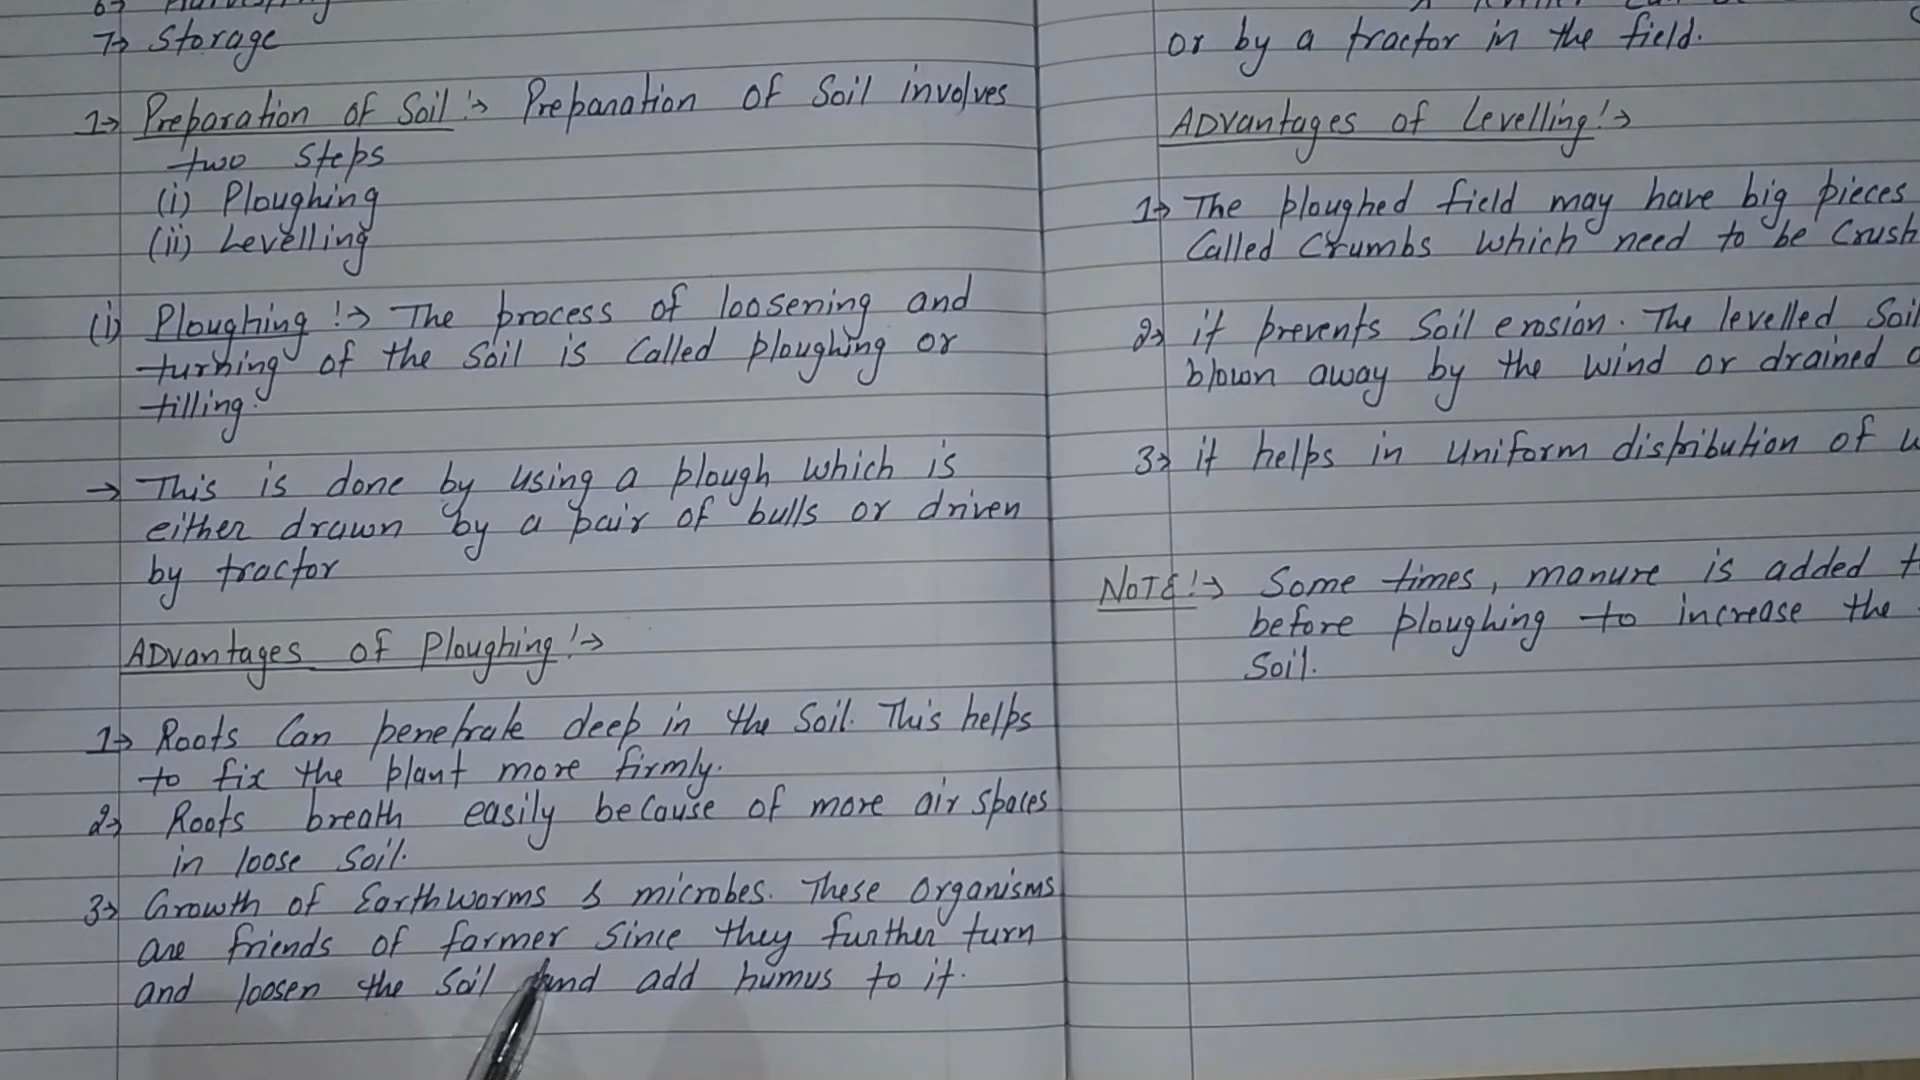 6→ Harvesting
7→ Storage
1→ Preparation of Soil :→ Preparation of Soil involves
two steps
(i) Ploughing
(ii) Levelling
(i) Ploughing :→ The process of loosening and
turning of the soil is called ploughing or
tilling.
→ This is done by using a plough which is
either drawn by a pair of bulls or driven
by tractor
ADvantages of Ploughing :→
1→ Roots can penetrate deep in the soil. This helps
to fix the plant more firmly.
2→ Roots breath easily because of more air spaces
in loose soil.
3→ Growth of Earthworms & microbes. These organisms
are friends of farmer since they further turn
and loosen the soil and add humus to it.
or by a tractor in the field.
ADvantages of Levelling :→
1→ The ploughed field may have big pieces
called Crumbs which need to be Crush
2→ it prevents soil erosion. The levelled Soil
blown away by the wind or drained
3→ it helps in uniform distribution of
NOTE :→ Some times, manure is added
before ploughing to increase the
soil.